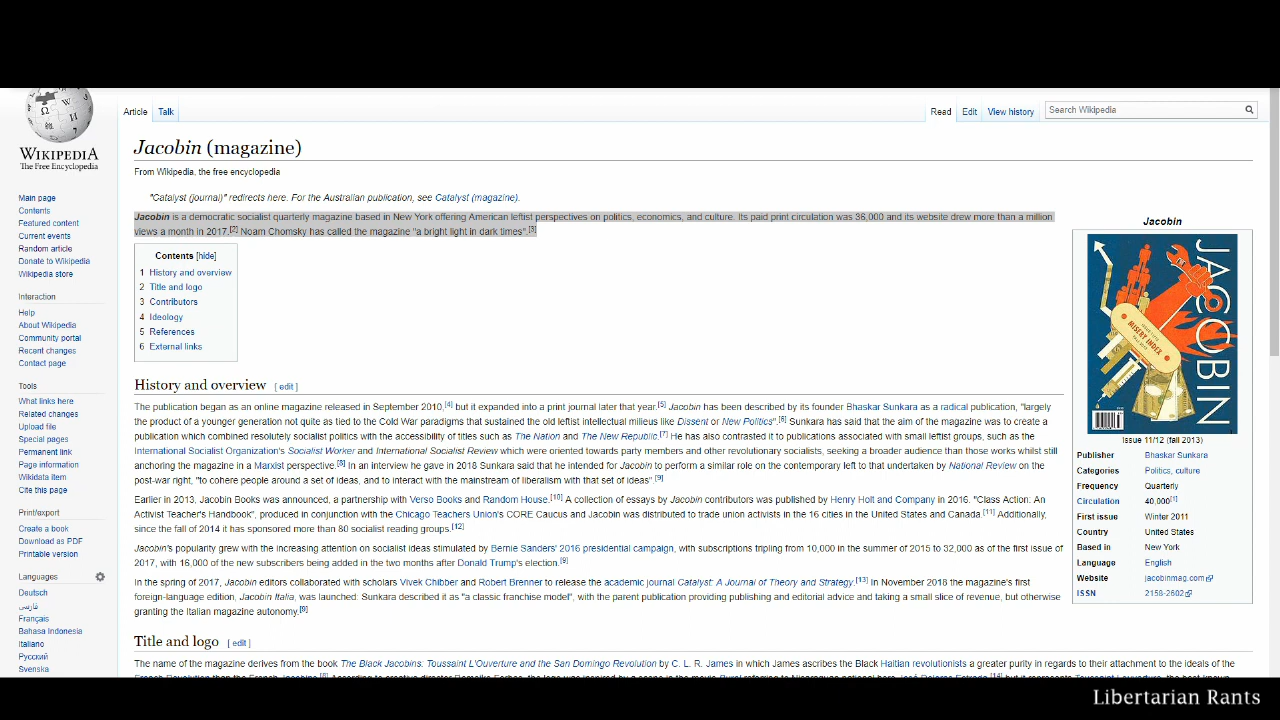 WIKIPEDIA
The Free Encyclopedia
Main page
Contents
Featured content
Current events
Random article
Donate to Wikipedia
Wikipedia store
Interaction
Help
About Wikipedia
Community portal
Recent changes
Contact page
Tools
What links here
Related changes
Upload file
Special pages
Permanent link
Page information
Wikidata item
Cite this page
Print/export
Create a book
Download as PDF
Printable version
Languages
Deutsch
فارسی
Français
Bahasa Indonesia
Italiano
Русский
Svenska
Article Talk
Read Edit View history Search Wikipedia
Jacobin (magazine)
From Wikipedia, the free encyclopedia
"Catalyst (journal)" redirects here. For the Australian publication, see Catalyst (magazine).
Jacobin is a democratic socialist quarterly magazine based in New York offering American leftist perspectives on politics, economics, and culture. Its paid print circulation was 36,000 and its website drew more than a million
views a month in 2017.[2] Noam Chomsky has called the magazine "a bright light in dark times".[3]
Contents [hide]
1 History and overview
2 Title and logo
3 Contributors
4 Ideology
5 References
6 External links
History and overview [ edit ]
The publication began as an online magazine released in September 2010,[4] but it expanded into a print journal later that year.[5] Jacobin has been described by its founder Bhaskar Sunkara as a radical publication, "largely
the product of a younger generation not quite as tied to the Cold War paradigms that sustained the old leftist intellectual milieus like Dissent or New Politics".[6] Sunkara has said that the aim of the magazine was to create a
publication which combined resolutely socialist politics with the accessibility of titles such as The Nation and The New Republic.[7] He has also contrasted it to publications associated with small leftist groups, such as the
International Socialist Organization's Socialist Worker and International Socialist Review which were oriented towards party members and other revolutionary socialists, seeking a broader audience than those works whilst still
anchoring the magazine in a Marxist perspective.[8] In an interview he gave in 2018 Sunkara said that he intended for Jacobin to perform a similar role on the contemporary left to that undertaken by National Review on the
post-war right, "to cohere people around a set of ideas, and to interact with the mainstream of liberalism with that set of ideas".[9]
Earlier in 2013, Jacobin Books was announced, a partnership with Verso Books and Random House.[10] A collection of essays by Jacobin contributors was published by Henry Holt and Company in 2016. "Class Action: An
Activist Teacher's Handbook", produced in conjunction with the Chicago Teachers Union's CORE Caucus and Jacobin was distributed to trade union activists in the 16 cities in the United States and Canada.[11] Additionally,
since the fall of 2014 it has sponsored more than 80 socialist reading groups.[12]
Jacobin's popularity grew with the increasing attention on socialist ideas stimulated by Bernie Sanders' 2016 presidential campaign, with subscriptions tripling from 10,000 in the summer of 2015 to 32,000 as of the first issue of
2017, with 16,000 of the new subscribers being added in the two months after Donald Trump's election.[9]
In the spring of 2017, Jacobin editors collaborated with scholars Vivek Chibber and Robert Brenner to release the academic journal Catalyst: A Journal of Theory and Strategy.[13] In November 2018 the magazine's first
foreign-language edition, Jacobin Italia, was launched: Sunkara described it as "a classic franchise model", with the parent publication providing publishing and editorial advice and taking a small slice of revenue, but otherwise
granting the Italian magazine autonomy.[9]
Title and logo [ edit ]
The name of the magazine derives from the book The Black Jacobins: Toussaint L'Ouverture and the San Domingo Revolution by C. L. R. James in which James ascribes the Black Haitian revolutionists a greater purity in regards to their attachment to the ideals of the
Jacobin
JACOBIN
MISERY INDEX
Issue 11/12 (fall 2013)
Publisher Bhaskar Sunkara
Categories Politics, culture
Frequency Quarterly
Circulation 40,000[1]
First issue Winter 2011
Country United States
Based in New York
Language English
Website jacobinmag.com
ISSN 2158-2602
Libertarian Rants